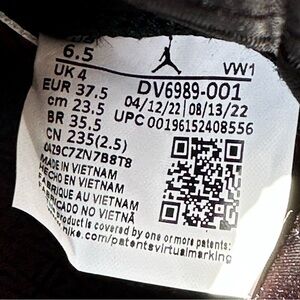 6.5 VW1
UK 4 DV6989-001
EUR 37.5 04/12/22 | 08/13/22
cm 23.5 UPC 00196152408556
BR 35.5
CN 235(2.5)
0A19C7ZN7B8T8
MADE IN VIETNAM
HECHO EN VIETNAM
FABRIQUÉ AU VIETNAM
FABRICADO NO VIETNÃ
product is covered by one or more patents:
nike.com/patentsvirtualmarking